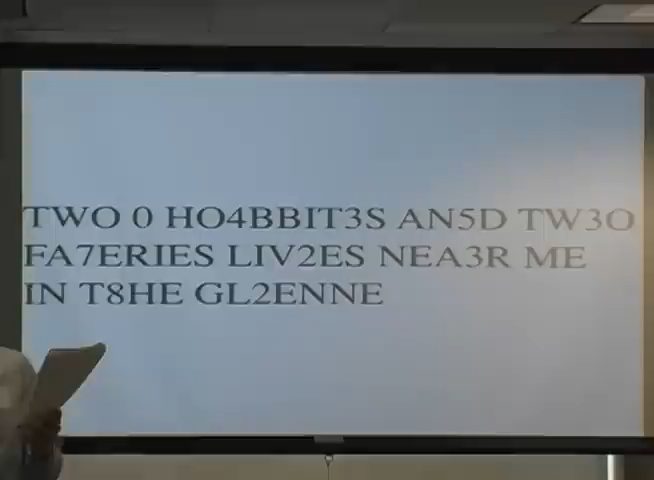 TWO 0 HO4BBIT3S AN5D TW3O
FA7ERIES LIV2ES NEA3R ME
IN T8HE GL2ENNE